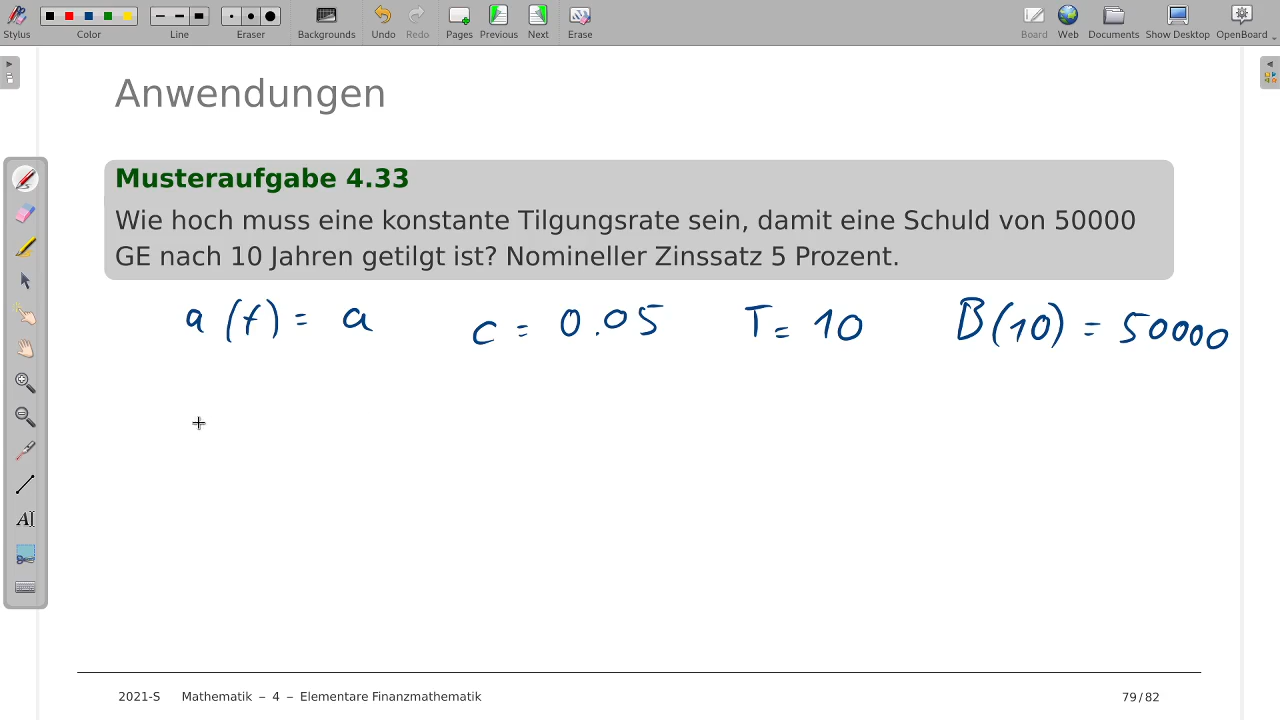 Stylus Color Line Eraser Backgrounds Undo Redo Pages Previous Next Erase Board Web Documents Show Desktop OpenBoard
Anwendungen
Musteraufgabe 4.33
Wie hoch muss eine konstante Tilgungsrate sein, damit eine Schuld von 50000
GE nach 10 Jahren getilgt ist? Nomineller Zinssatz 5 Prozent.
a(t) = a c = 0.05 T = 10 B(10) = 50000
AI
2021-S Mathematik – 4 – Elementare Finanzmathematik 79/82